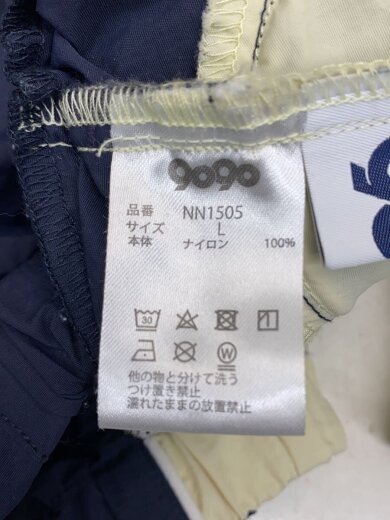 9090
品番 NN1505
サイズ L
本体 ナイロン 100%
30
W
他の物と分けて洗う
つけ置き禁止
濡れたままの放置禁止